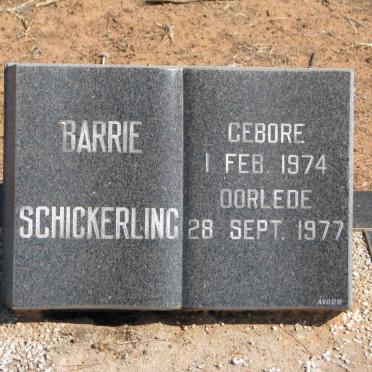 BARRIE
SCHICKERLING
GEBORE
1 FEB. 1974
OORLEDE
28 SEPT. 1977